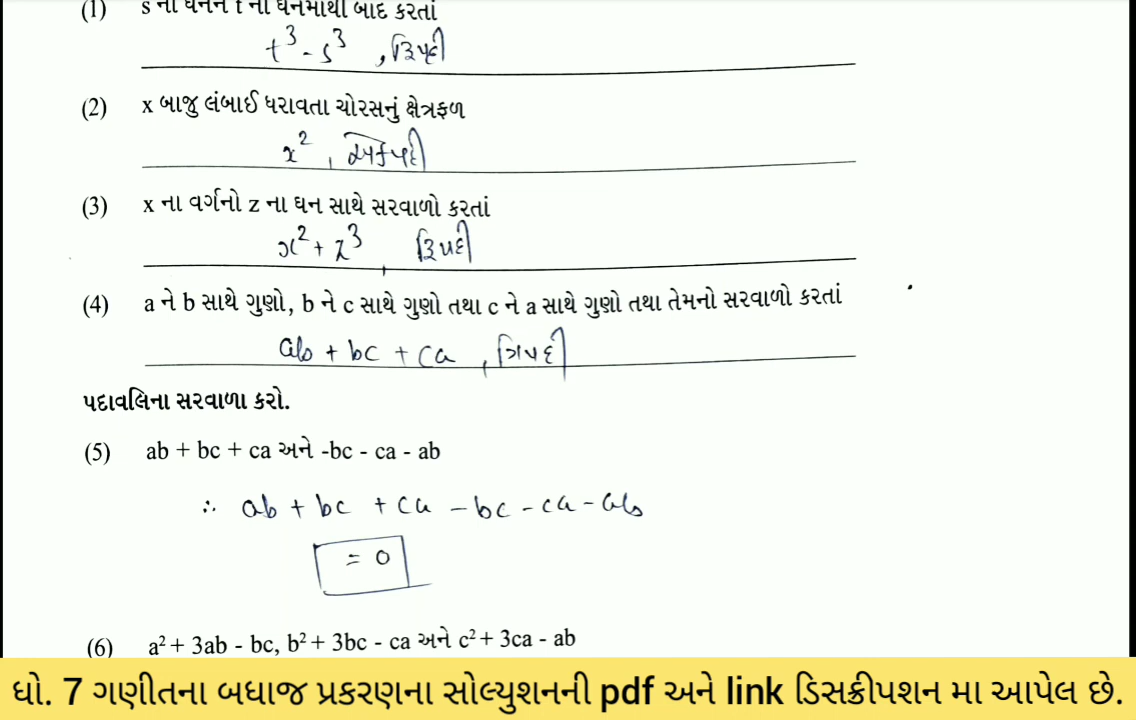 (1) s ના ઘનને t ના ઘનમાંથી બાદ કરતાં
t³ - s³ , દ્વિપદી
(2) x બાજુ લંબાઈ ધરાવતા ચોરસનું ક્ષેત્રફળ
x² , એકપદી
(3) x ના વર્ગનો z ના ઘન સાથે સરવાળો કરતાં
x² + z³ , દ્વિપદી
(4) a ને b સાથે ગુણો, b ને c સાથે ગુણો તથા c ને a સાથે ગુણો તથા તેમનો સરવાળો કરતાં
ab + bc + ca , ત્રિપદી
પદાવલિના સરવાળા કરો.
(5) ab + bc + ca અને -bc - ca - ab
∴ ab + bc + ca - bc - ca - ab
= 0
(6) a² + 3ab - bc, b² + 3bc - ca અને c² + 3ca - ab
ધો. 7 ગણીતના બધાજ પ્રકરણના સોલ્યુશનની pdf અને link ડિસક્રીપશન મા આપેલ છે.